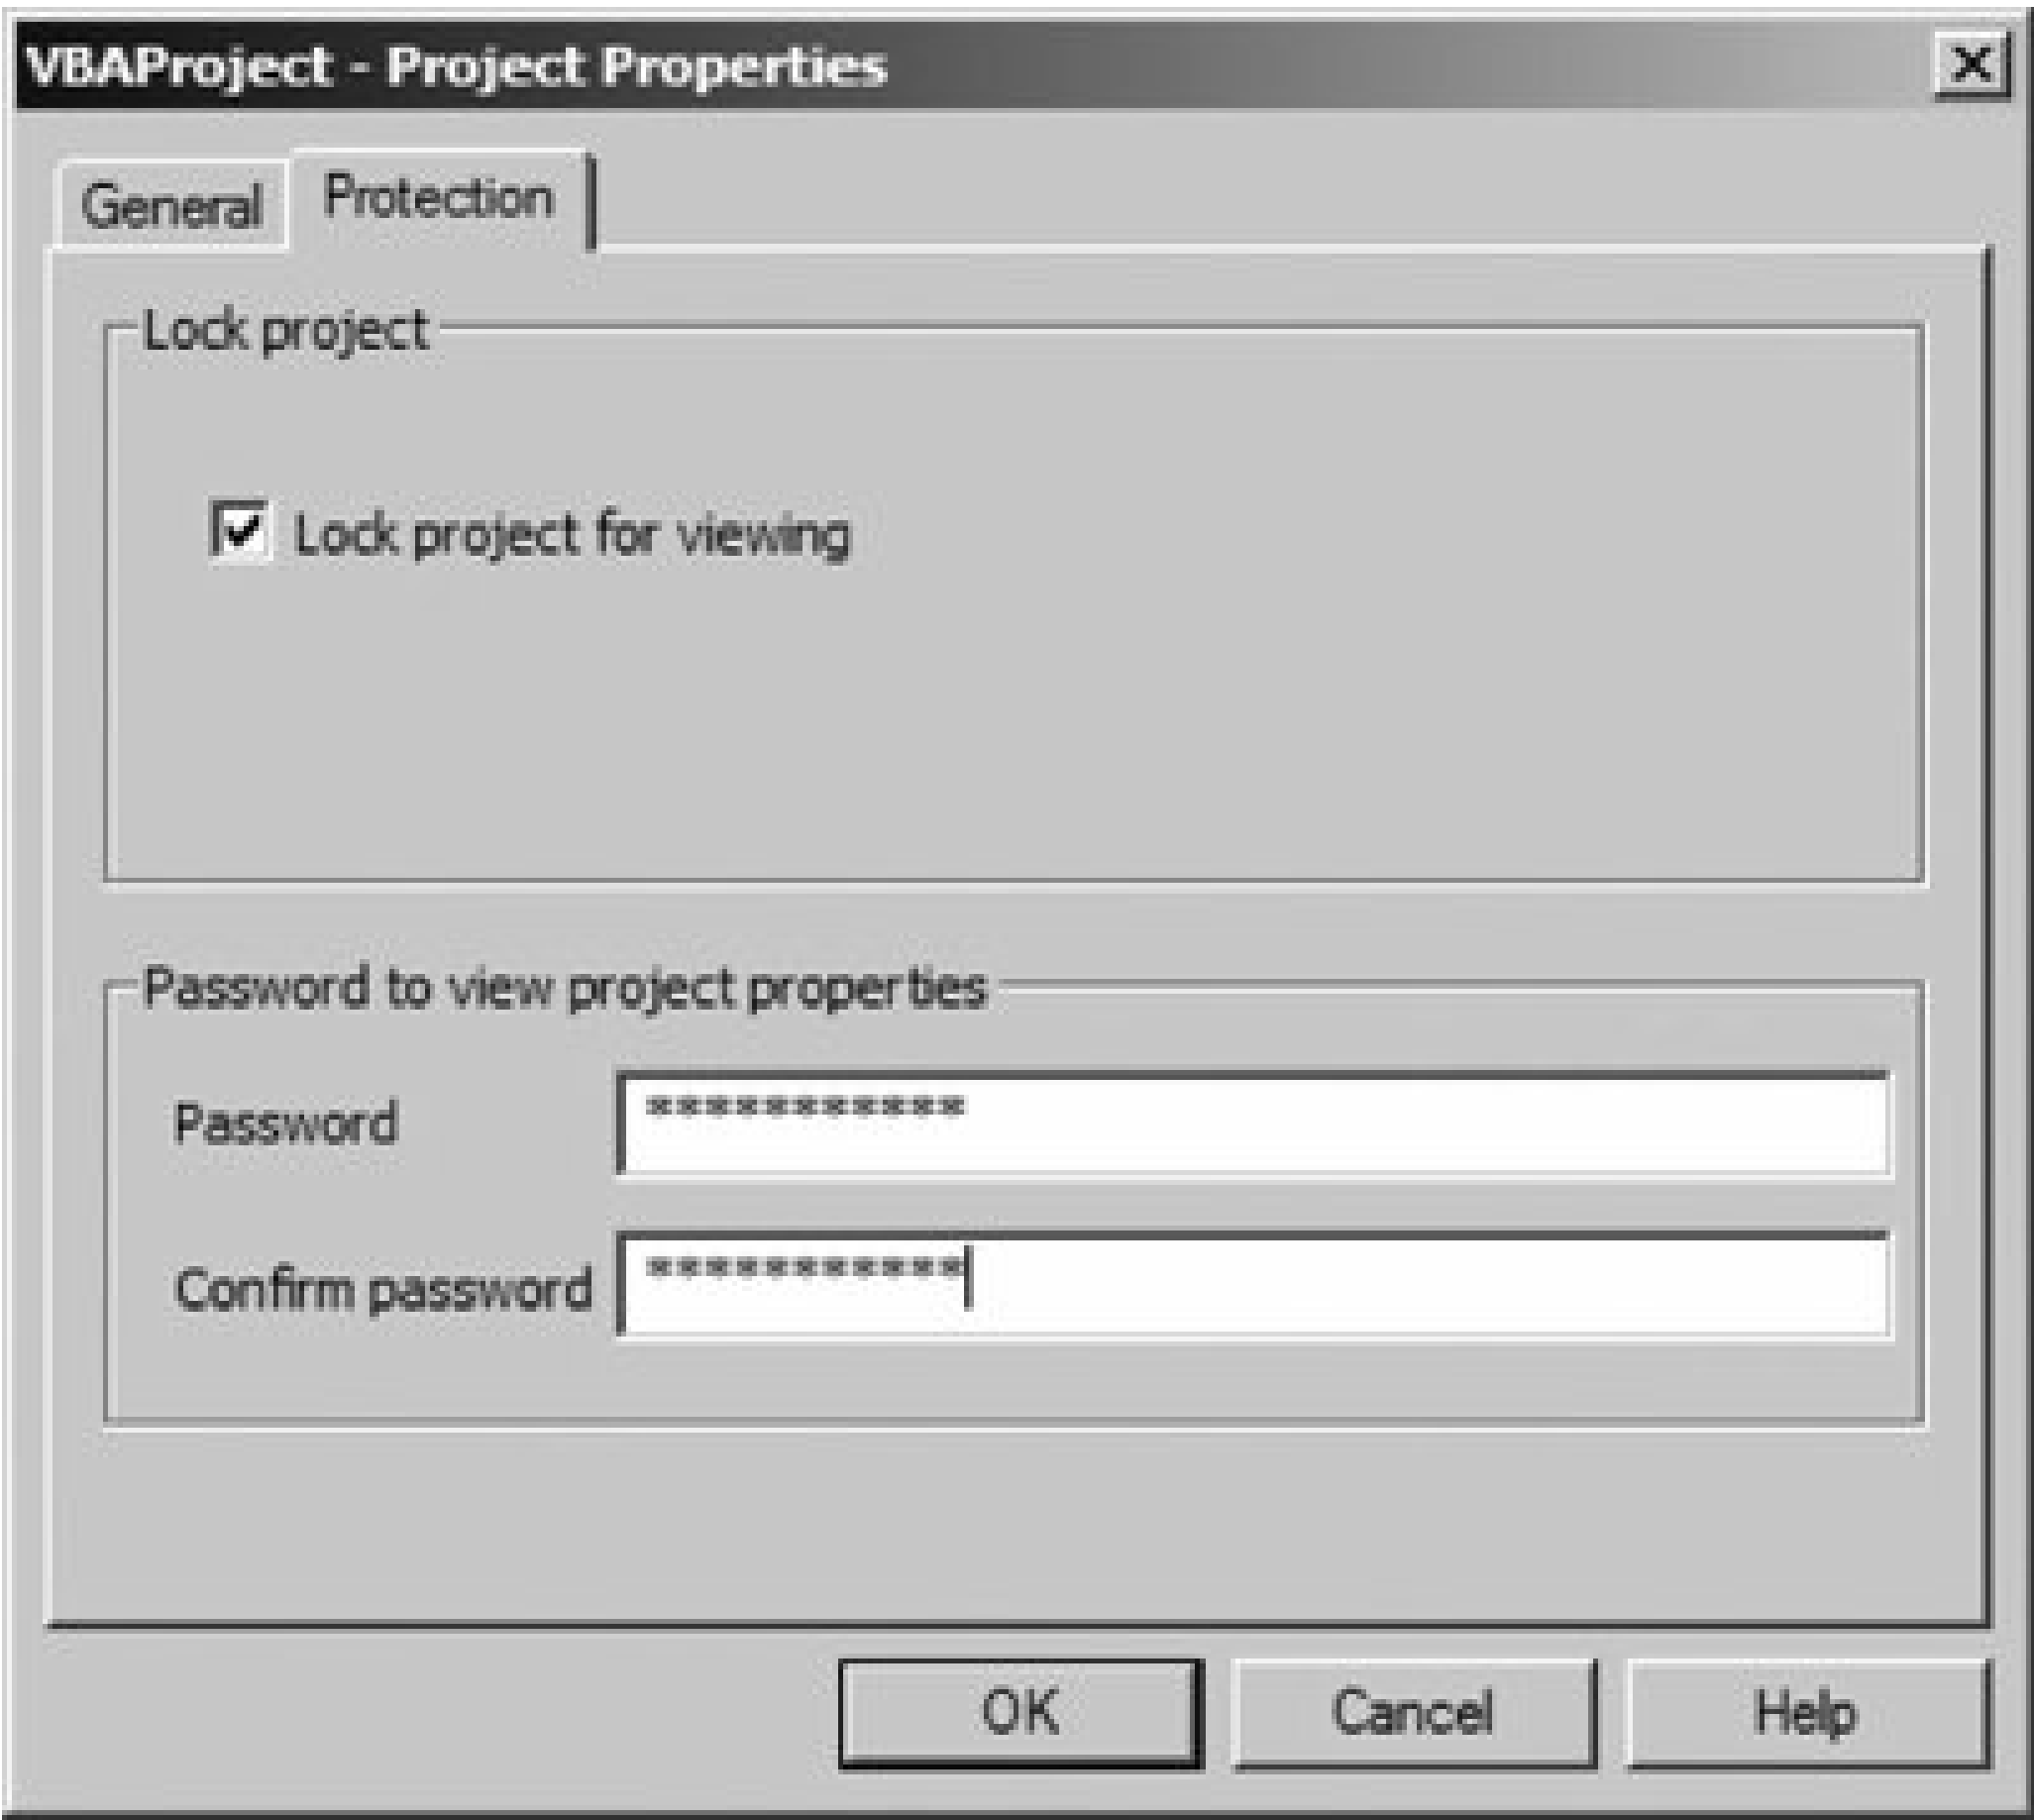 VBAProject - Project Properties
General Protection
Lock project
Lock project for viewing
Password to view project properties
Password ***********
Confirm password ***********
OK Cancel Help